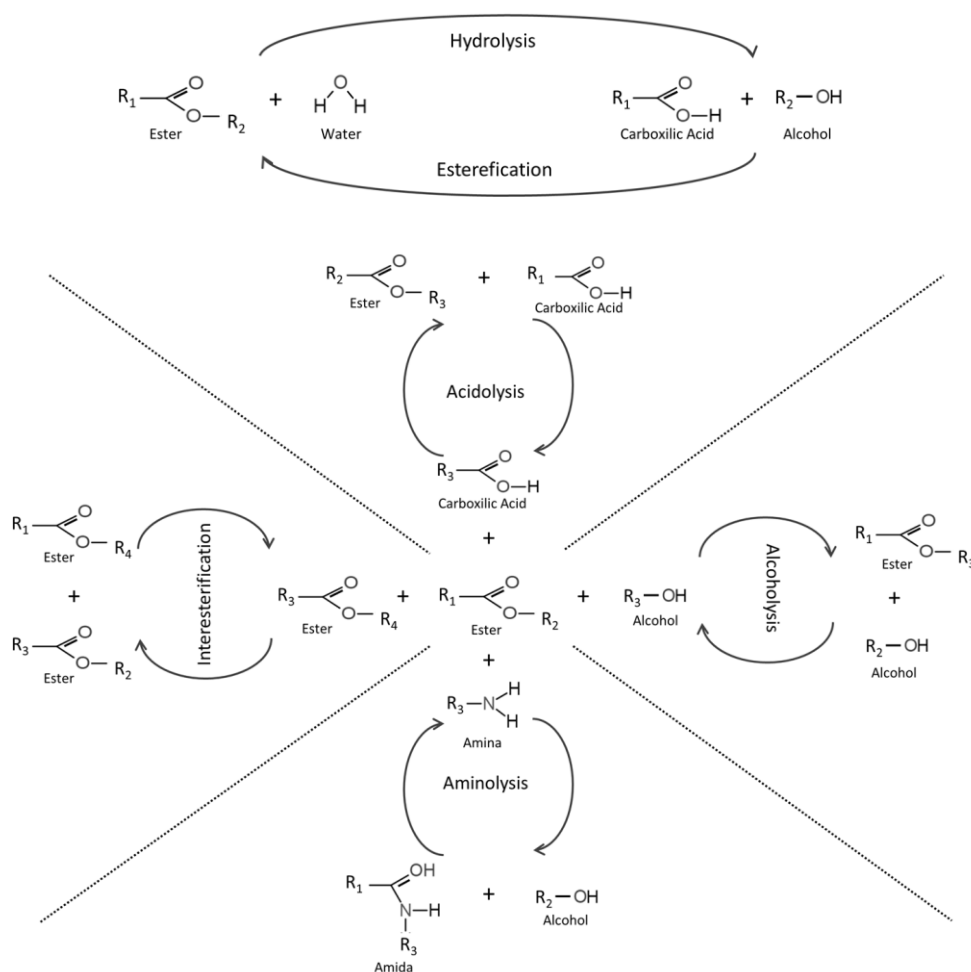 Hydrolysis
R1 O O R2 + H O H R1 O O H + R2 OH
Ester Water Carboxilic Acid Alcohol
Esterefication
R2 O O R3 + R1 O O H
Ester Carboxilic Acid
Acidolysis
R3 O O H
Carboxilic Acid
+
R1 O O R4
Ester
+
R3 O O R2
Ester
Interesterification
R3 O O R4 + R1 O O R2 + R3 OH
Ester Ester Alcohol
Alcoholysis
R1 O O R3
Ester
+
R2 OH
Alcohol
+
R3 N H H
Amina
Aminolysis
R1 OH N H R3 + R2 OH
Alcohol
Amida